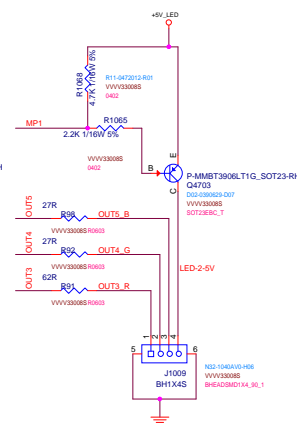 +5V_LED
R1068
4.7K 1/16W 5%
R11-0472012-R01
VVVV33008S
0402
MP1
R1065
2.2K 1/16W 5%
VVVV33008S
0402
B
E
C
P-MMBT3906LT1G_SOT23-RH
Q4703
D02-0390629-D07
VVVV33008S
SOT23EBC_T
OUT5
27R
R98
OUT5_B
VVVV33008S R0603
OUT4
27R
R92
OUT4_G
VVVV33008S R0603
OUT3
62R
R91
OUT3_R
VVVV33008S R0603
LED-2-5V
1
2
3
4
5
6
J1009
BH1X4S
N32-1040AV0-H06
VVVV33008S
BHEADSMD1X4_90_1